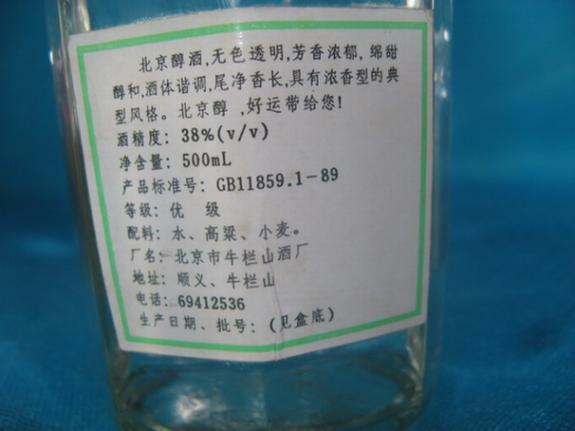 北京醇酒,无色透明,芳香浓郁,绵甜
醇和,酒体谐调,尾净香长,具有浓香型的典
型风格。北京醇 ,好运带给您!
酒精度: 38%(v/v)
净含量: 500mL
产品标准号: GB11859.1-89
等级: 优 级
配料: 水、高粱、小麦。
厂名: 北京市牛栏山酒厂
地址: 顺义、牛栏山
电话: 69412536
生产日期、批号: (见盒底)